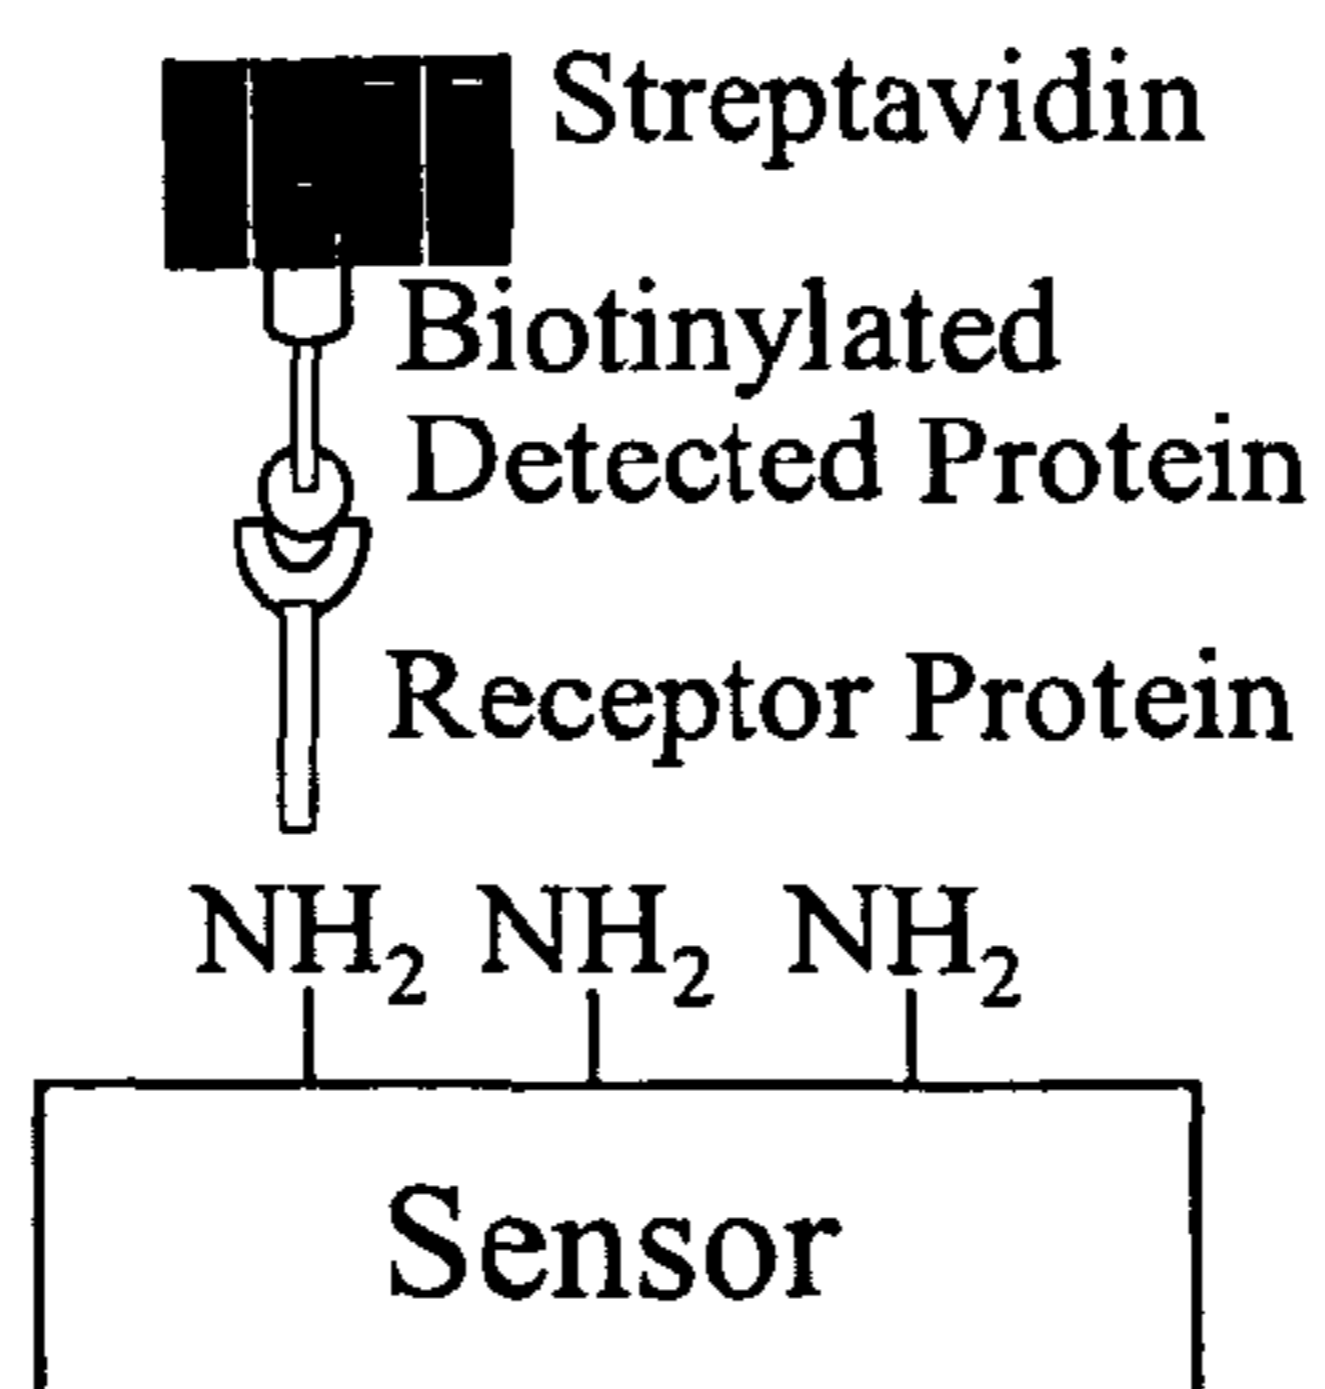 Streptavidin
Biotinylated
Detected Protein
Receptor Protein
NH₂ NH₂ NH₂
Sensor